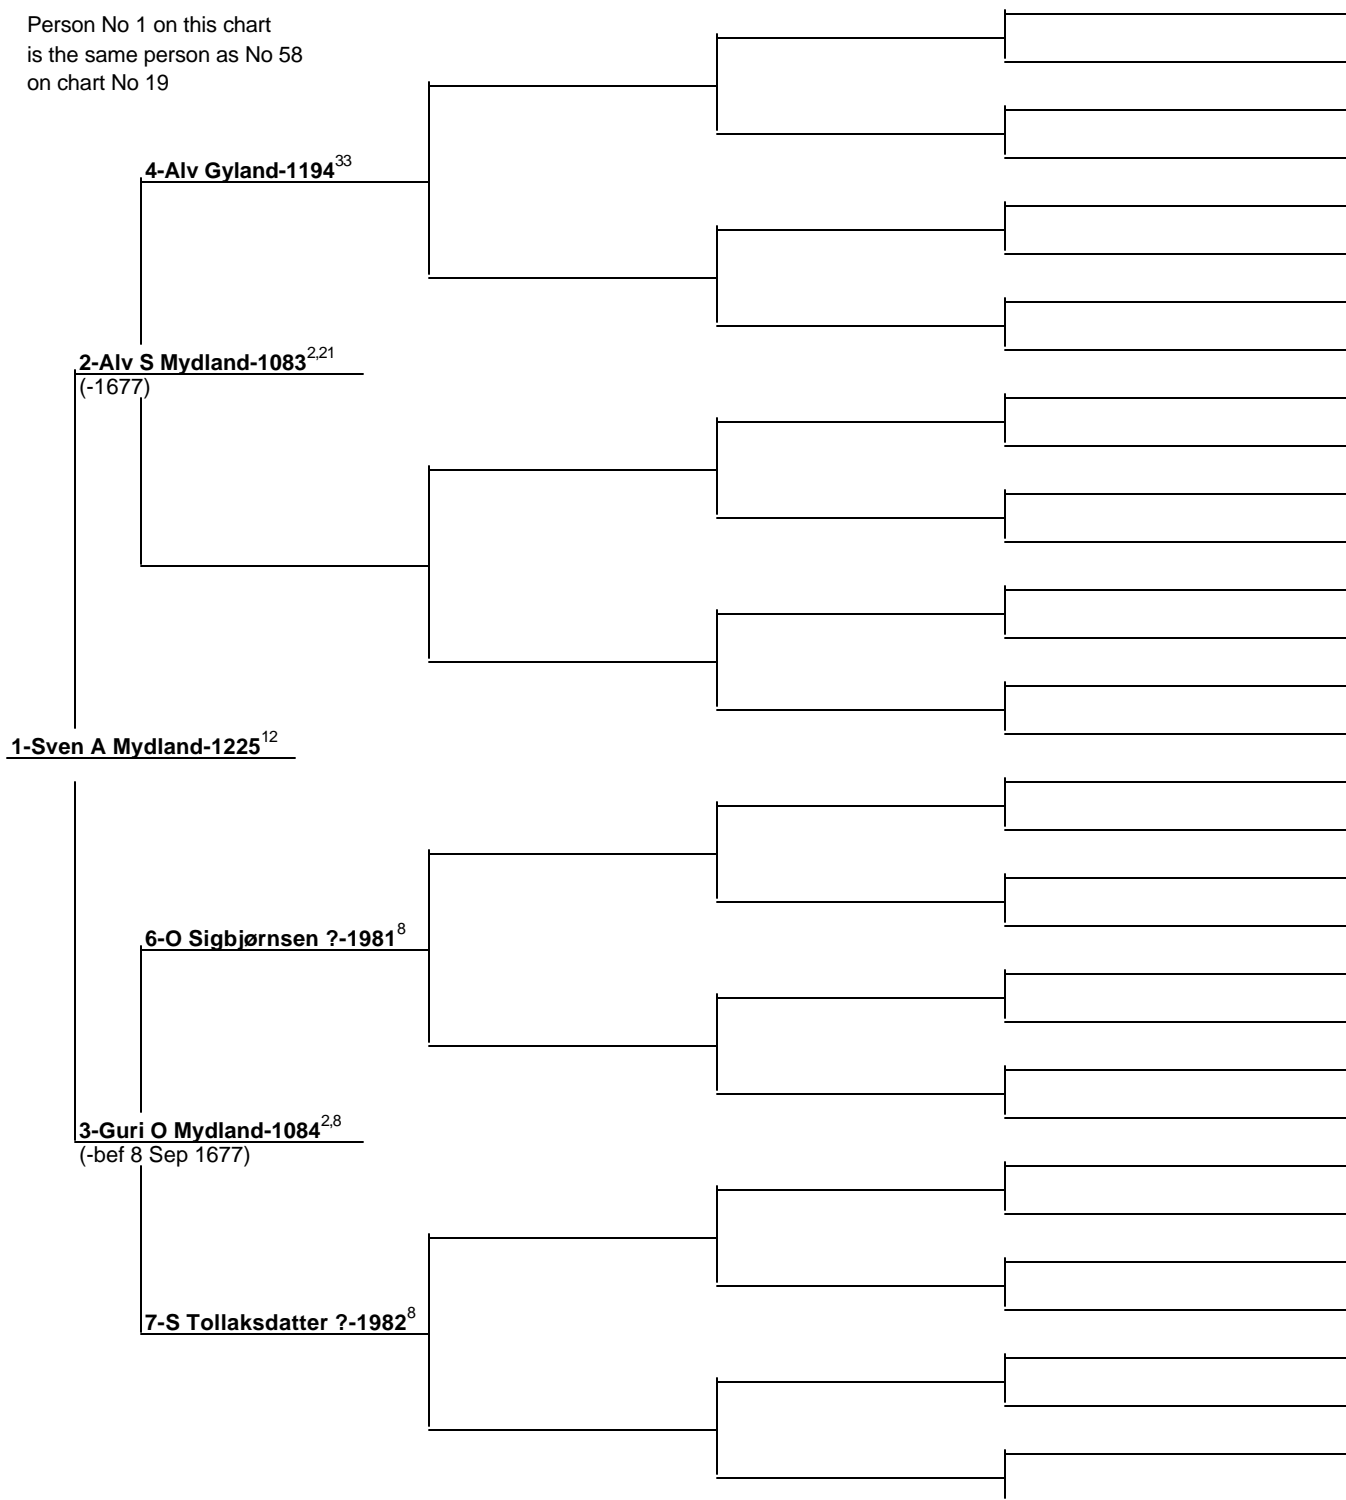 Person No 1 on this chart
is the same person as No 58
on chart No 19
4-Alv Gyland-1194³³
2-Alv S Mydland-1083²,²¹
(-1677)
1-Sven A Mydland-1225¹²
6-O Sigbjørnsen ?-1981⁸
3-Guri O Mydland-1084²,⁸
(-bef 8 Sep 1677)
7-S Tollaksdatter ?-1982⁸